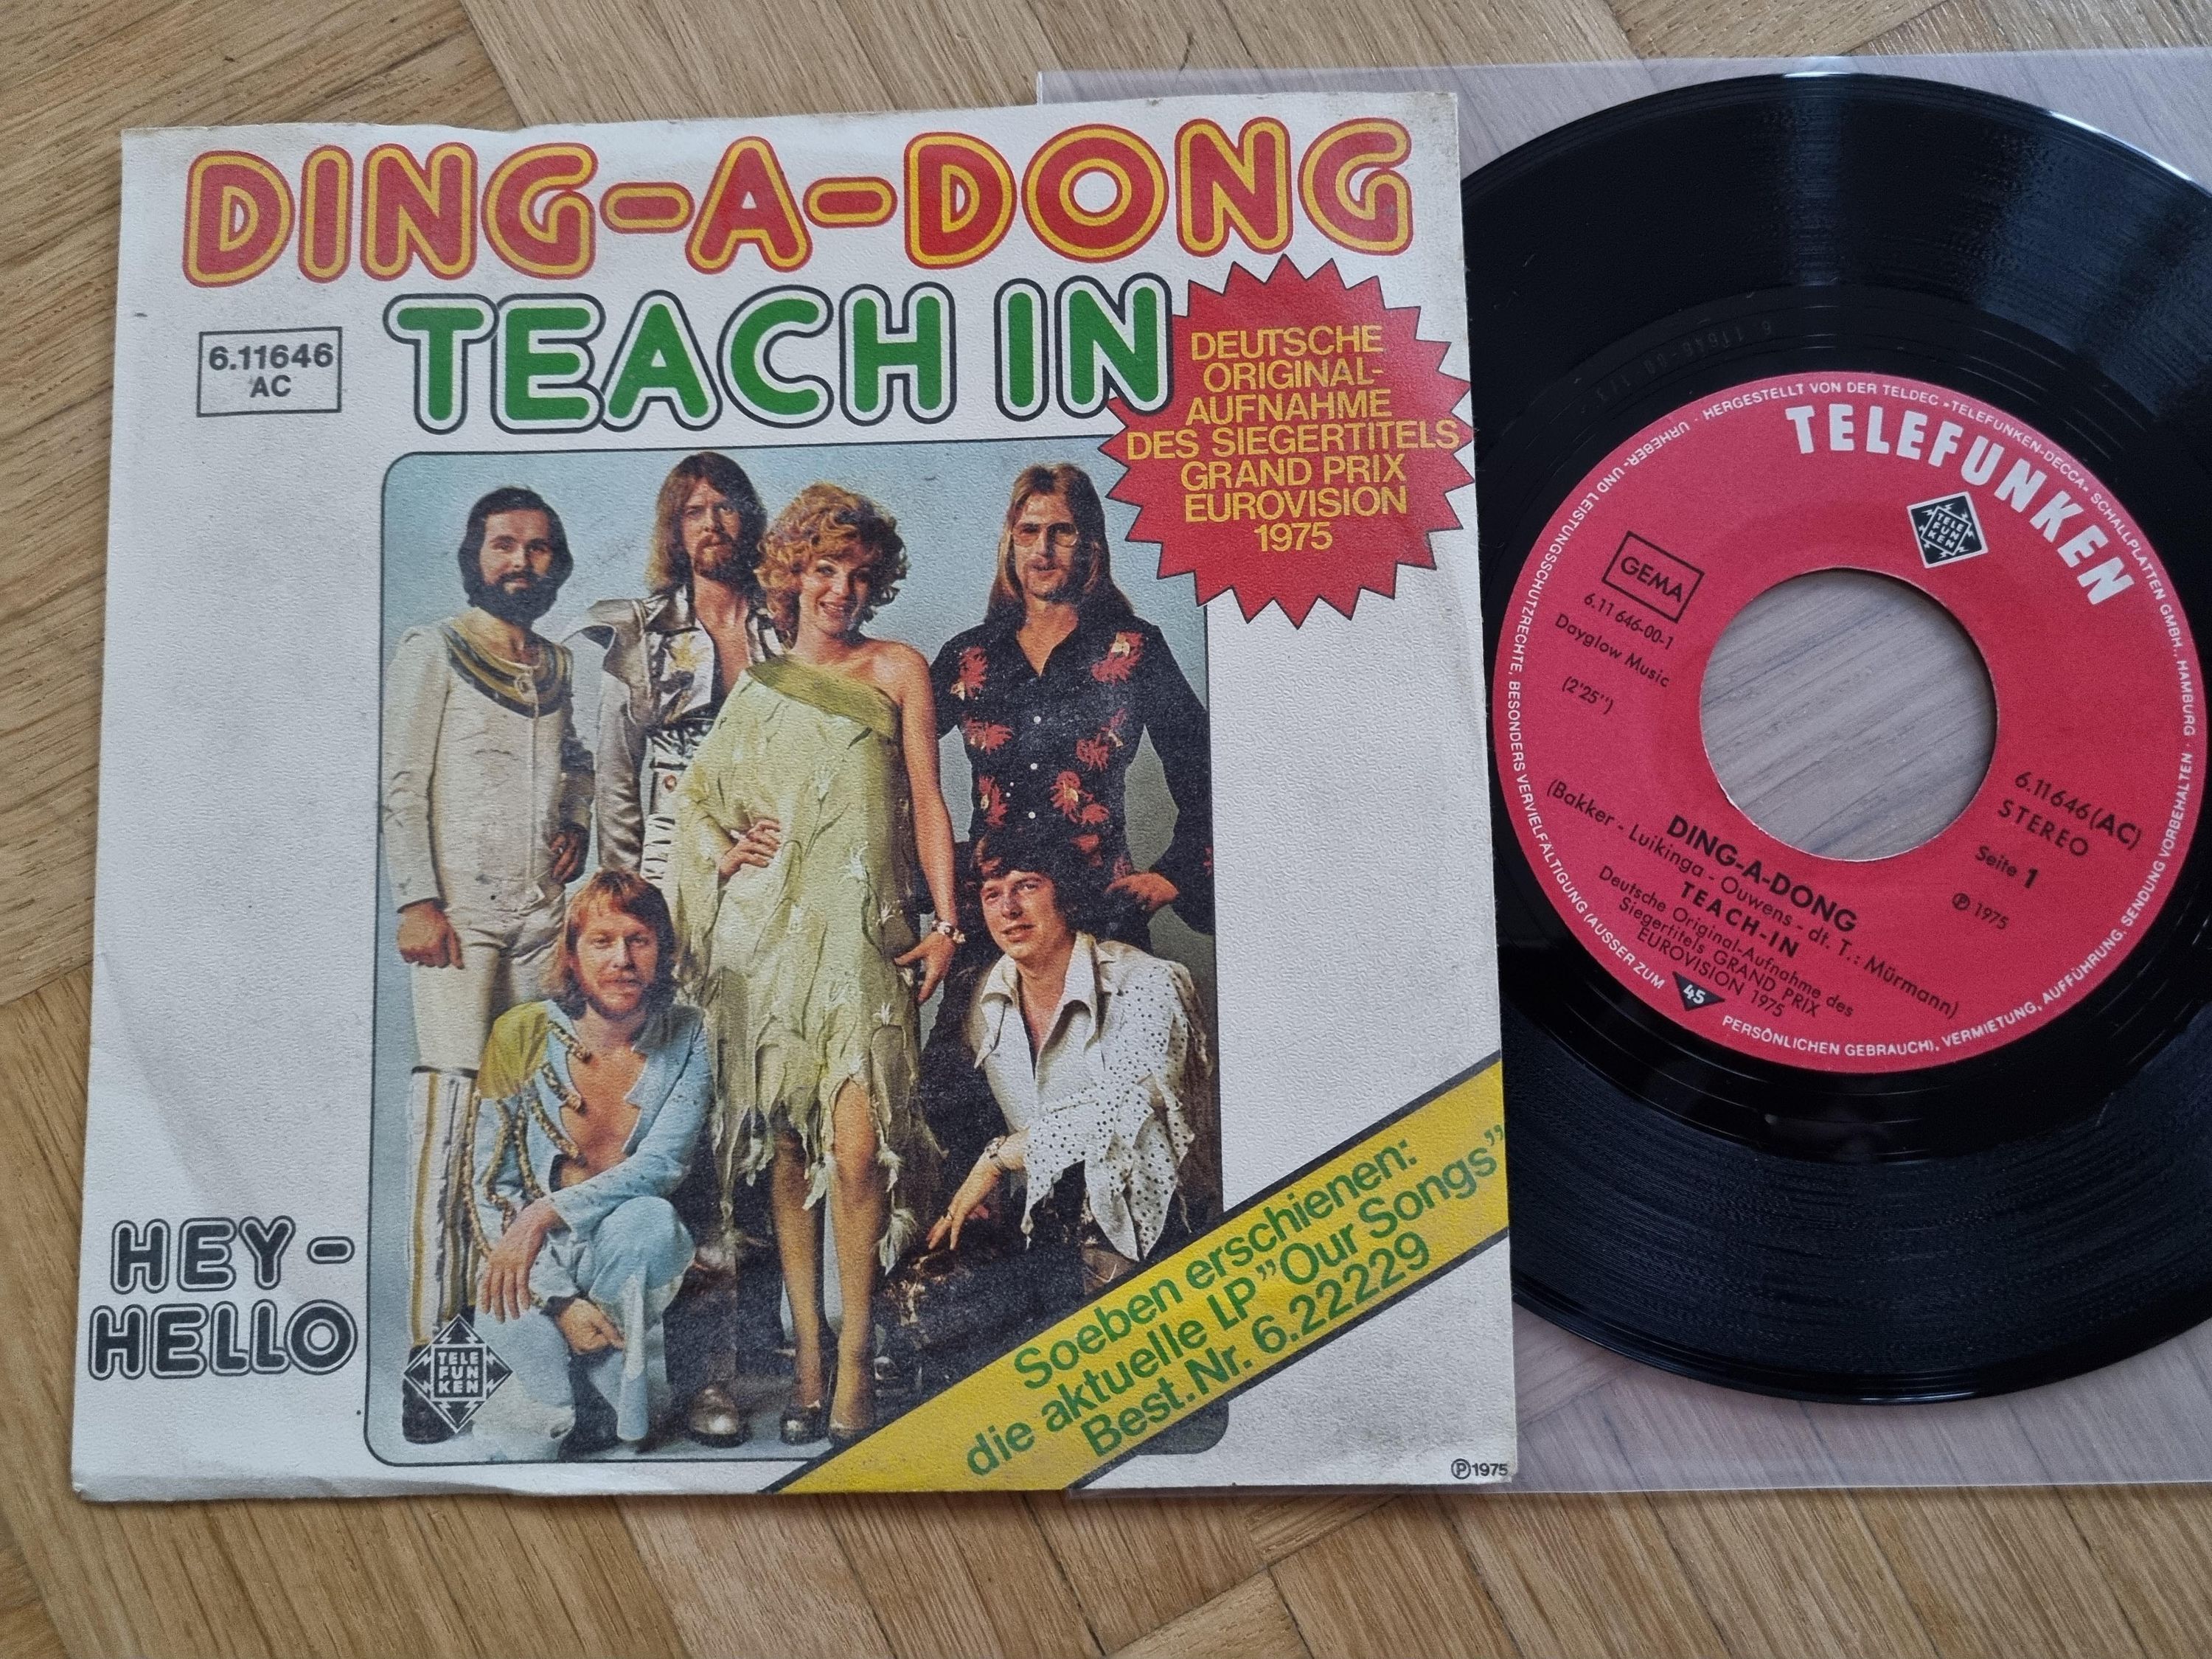 DING-A-DONG
TEACH IN
6.11646
AC
DEUTSCHE
ORIGINAL-
AUFNAHME
DES SIEGERTITELS
GRAND PRIX
EUROVISION
1975
HEY-
HELLO
TELE
FUN
KEN
Soeben erschienen:
die aktuelle LP "Our Songs"
Best.Nr. 6.22229
℗1975
TELEFUNKEN
TELE
FUN
KEN
GEMA
6.11 646-00-1
Dayglow Music
(2'25'')
6.11646(AC)
STEREO
Seite 1
℗ 1975
DING-A-DONG
(Bakker - Luikinga - Ouwens - dt. T.: Mürmann)
TEACH-IN
Deutsche Original-Aufnahme des
Siegertitels GRAND PRIX
EUROVISION 1975
45
URHEBER- UND LEISTUNGSSCHUTZRECHTE, BESONDERS VERVIELFÄLTIGUNG (AUSSER ZUM PERSÖNLICHEN GEBRAUCH), VERMIETUNG, AUFFÜHRUNG, SENDUNG VORBEHALTEN · HERGESTELLT VON DER TELDEC »TELEFUNKEN-DECCA« SCHALLPLATTEN GMBH., HAMBURG ·